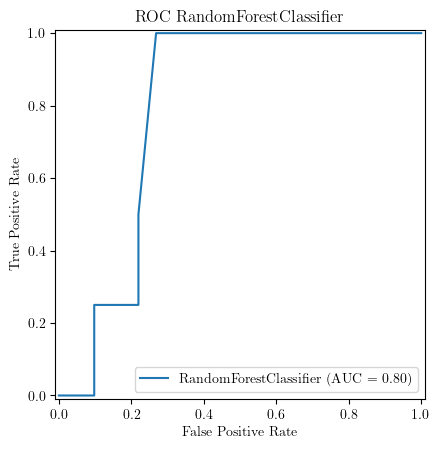 ROC RandomForestClassifier
1.0
0.8
0.6
0.4
0.2
0.0
True Positive Rate
RandomForestClassifier (AUC = 0.80)
0.0 0.2 0.4 0.6 0.8 1.0
False Positive Rate